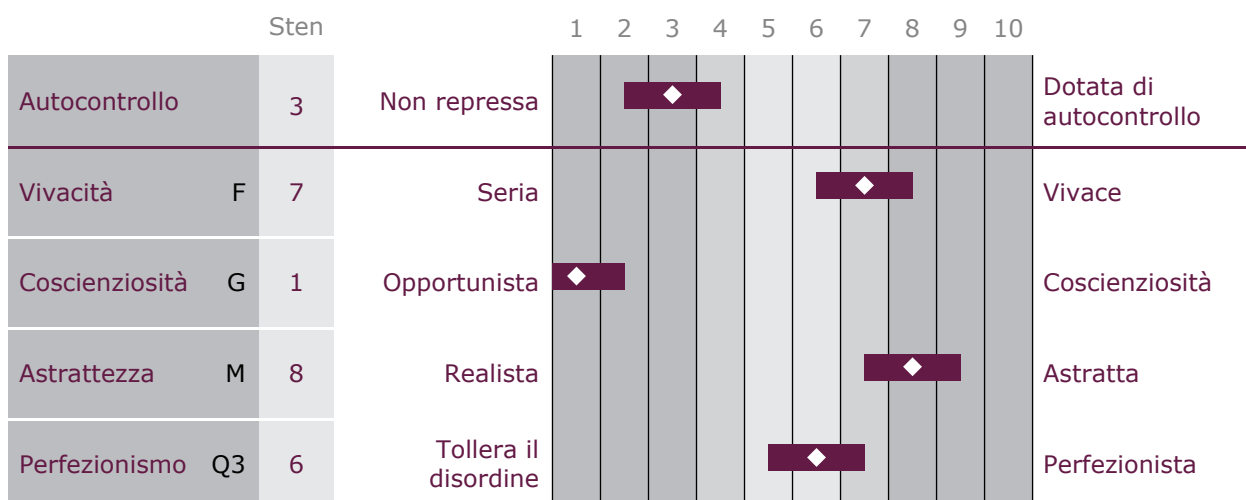 Sten 1 2 3 4 5 6 7 8 9 10
Autocontrollo 3 Non repressa Dotata di
autocontrollo
Vivacità F 7 Seria Vivace
Coscienziosità G 1 Opportunista Coscienziosità
Astrattezza M 8 Realista Astratta
Perfezionismo Q3 6 Tollera il
disordine Perfezionista